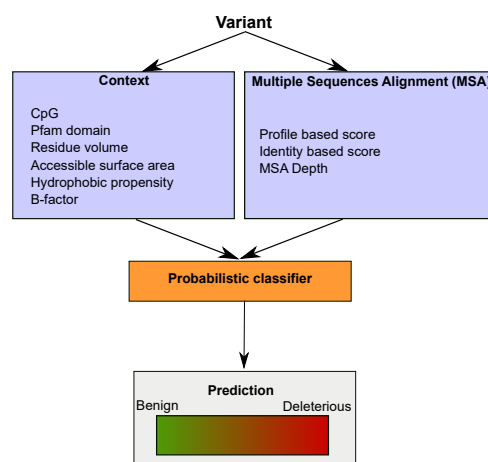 Variant
Context
CpG
Pfam domain
Residue volume
Accessible surface area
Hydrophobic propensity
B-factor
Multiple Sequences Alignment (MSA)
Profile based score
Identity based score
MSA Depth
Probabilistic classifier
Prediction
Benign
Deleterious